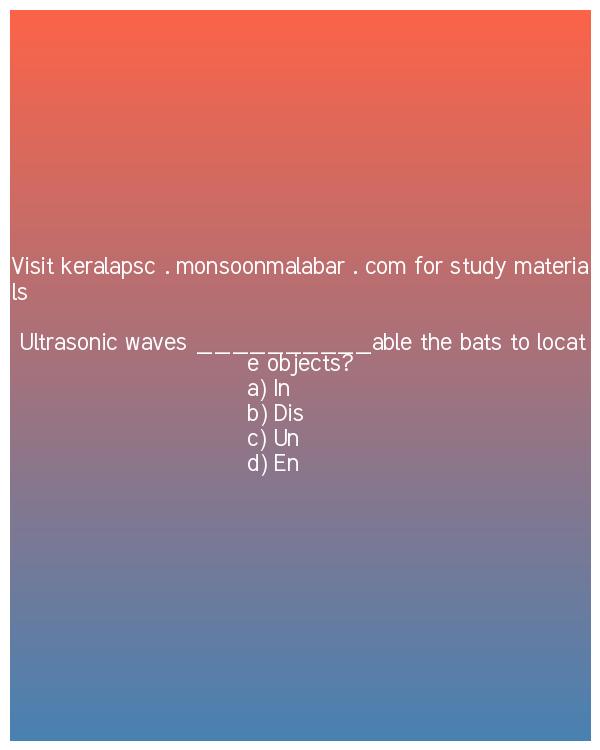 Visit keralapsc . monsoonmalabar . com for study materia
ls
Ultrasonic waves __________able the bats to locat
e objects?
a) In
b) Dis
c) Un
d) En